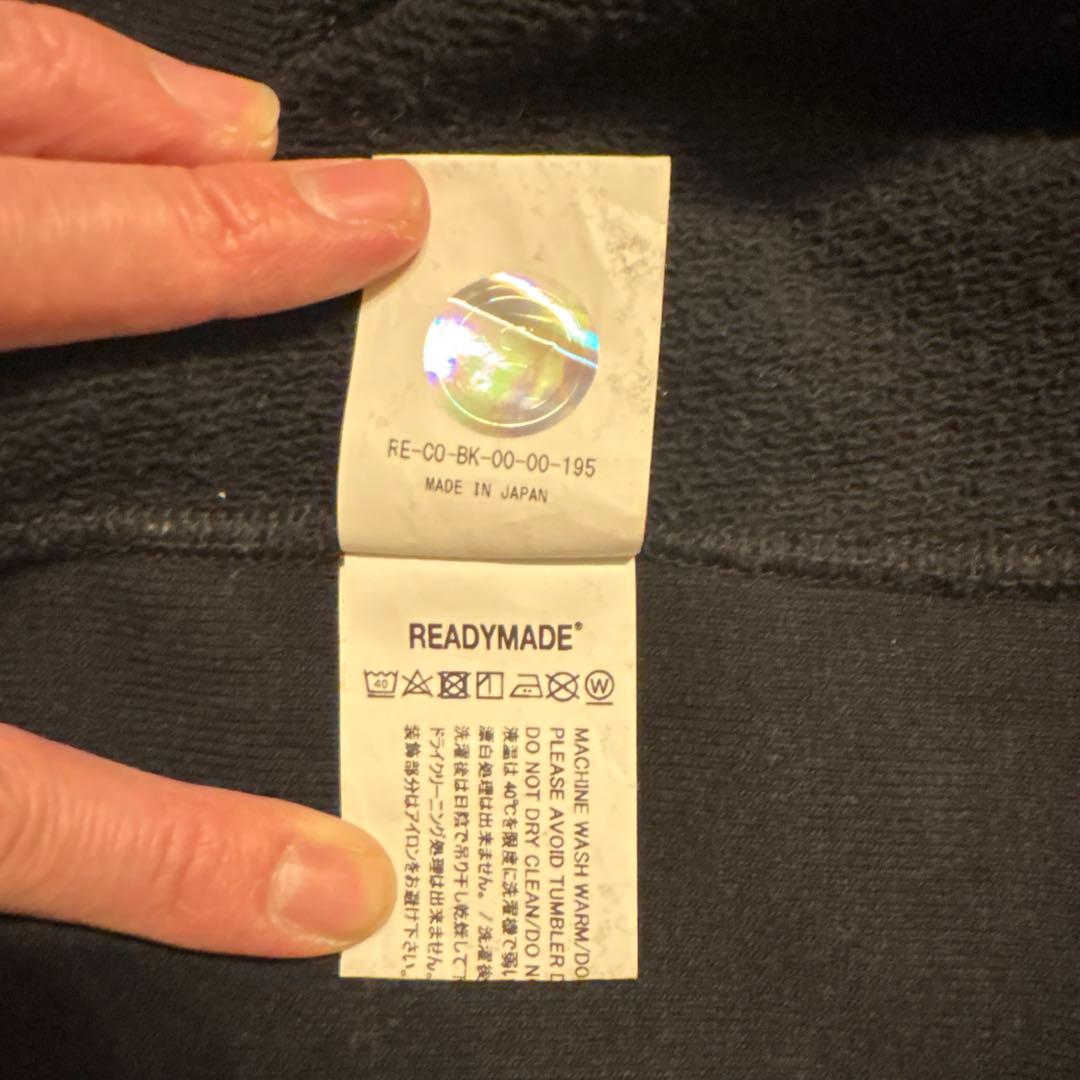 RE-CO-BK-00-00-195
MADE IN JAPAN
READYMADE®
40
W
MACHINE WASH WARM/DO
PLEASE AVOID TUMBLER D
DO NOT DRY CLEAN/DO N
液温は40℃を限度に洗濯機で弱い
漂白処理は出来ません。/洗濯後
洗濯後は日陰で吊り干し乾燥して下
ドライクリーニング処理は出来ません。
装飾部分はアイロンをお避け下さい。